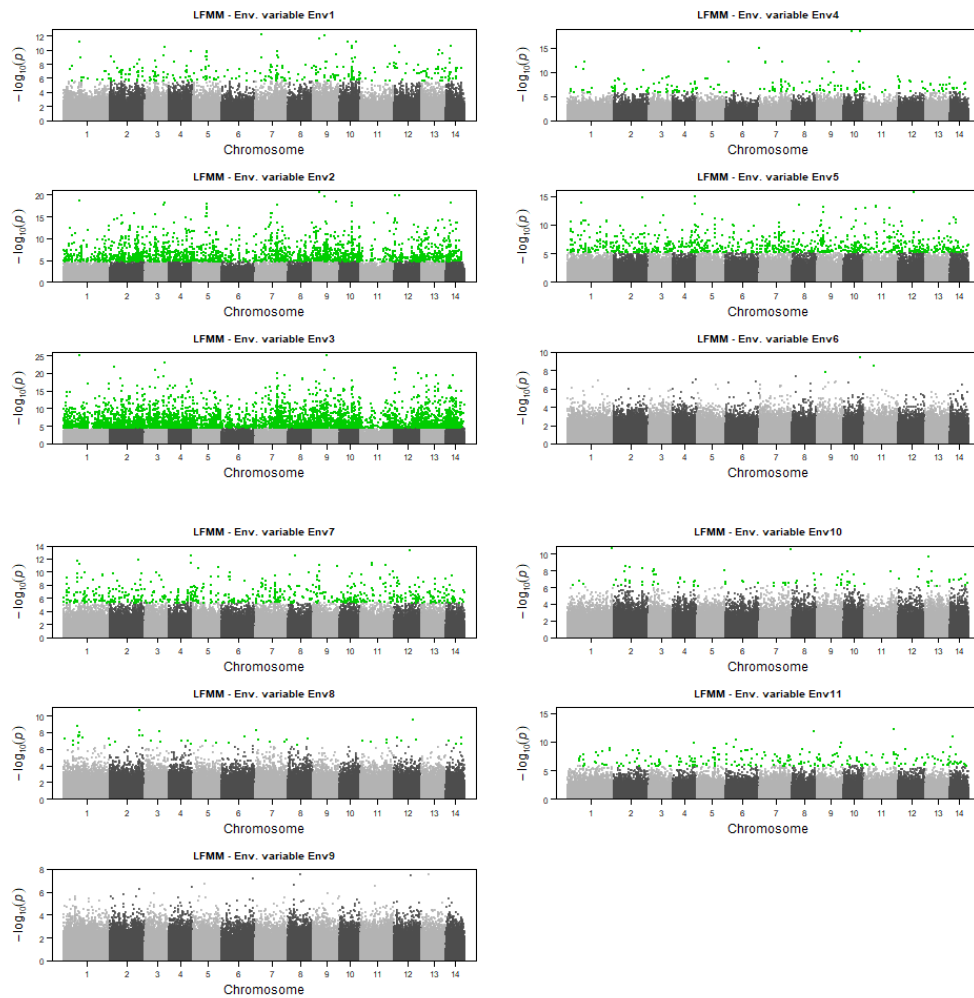 LFMM - Env. variable Env1
− log₁₀(p)
12
10
8
6
4
2
0
1 2 3 4 5 6 7 8 9 10 11 12 13 14
Chromosome
LFMM - Env. variable Env4
− log₁₀(p)
15
10
5
0
1 2 3 4 5 6 7 8 9 10 11 12 13 14
Chromosome
LFMM - Env. variable Env2
− log₁₀(p)
20
15
10
5
0
1 2 3 4 5 6 7 8 9 10 11 12 13 14
Chromosome
LFMM - Env. variable Env5
− log₁₀(p)
15
10
5
0
1 2 3 4 5 6 7 8 9 10 11 12 13 14
Chromosome
LFMM - Env. variable Env3
− log₁₀(p)
25
20
15
10
5
0
1 2 3 4 5 6 7 8 9 10 11 12 13 14
Chromosome
LFMM - Env. variable Env6
− log₁₀(p)
10
8
6
4
2
0
1 2 3 4 5 6 7 8 9 10 11 12 13 14
Chromosome
LFMM - Env. variable Env7
− log₁₀(p)
14
12
10
8
6
4
2
0
1 2 3 4 5 6 7 8 9 10 11 12 13 14
Chromosome
LFMM - Env. variable Env10
− log₁₀(p)
10
8
6
4
2
0
1 2 3 4 5 6 7 8 9 10 11 12 13 14
Chromosome
LFMM - Env. variable Env8
− log₁₀(p)
10
8
6
4
2
0
1 2 3 4 5 6 7 8 9 10 11 12 13 14
Chromosome
LFMM - Env. variable Env11
− log₁₀(p)
15
10
5
0
1 2 3 4 5 6 7 8 9 10 11 12 13 14
Chromosome
LFMM - Env. variable Env9
− log₁₀(p)
8
6
4
2
0
1 2 3 4 5 6 7 8 9 10 11 12 13 14
Chromosome